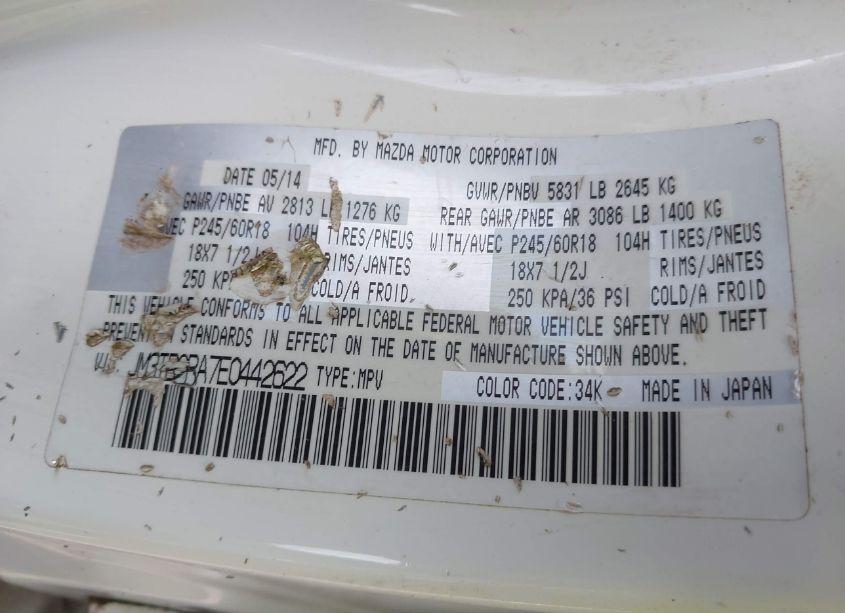 MFD. BY MAZDA MOTOR CORPORATION
DATE 05/14 GVWR/PNBV 5831 LB 2645 KG
GAWR/PNBE AV 2813 LB 1276 KG REAR GAWR/PNBE AR 3086 LB 1400 KG
AVEC P245/60R18 104H TIRES/PNEUS WITH/AVEC P245/60R18 104H TIRES/PNEUS
18X7 1/2J RIMS/JANTES 18X7 1/2J RIMS/JANTES
250 KPA COLD/A FROID. 250 KPA/36 PSI COLD/A FROID
THIS VEHICLE CONFORMS TO ALL APPLICABLE FEDERAL MOTOR VEHICLE SAFETY AND THEFT
PREVENTION STANDARDS IN EFFECT ON THE DATE OF MANUFACTURE SHOWN ABOVE.
TYPE:MPV COLOR CODE:34K MADE IN JAPAN